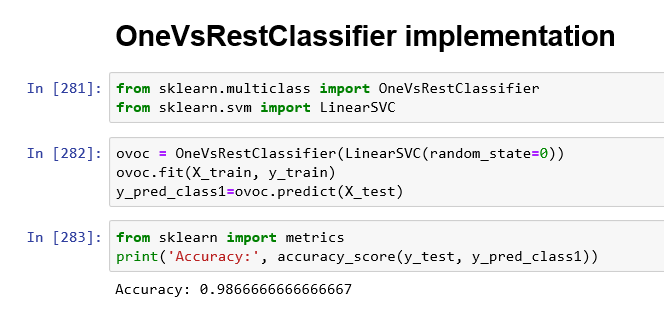 OneVsRestClassifier implementation
In [281]: from sklearn.multiclass import OneVsRestClassifier
from sklearn.svm import LinearSVC
In [282]: ovoc = OneVsRestClassifier(LinearSVC(random_state=0))
ovoc.fit(X_train, y_train)
y_pred_class1=ovoc.predict(X_test)
In [283]: from sklearn import metrics
print('Accuracy:', accuracy_score(y_test, y_pred_class1))
Accuracy: 0.9866666666666667